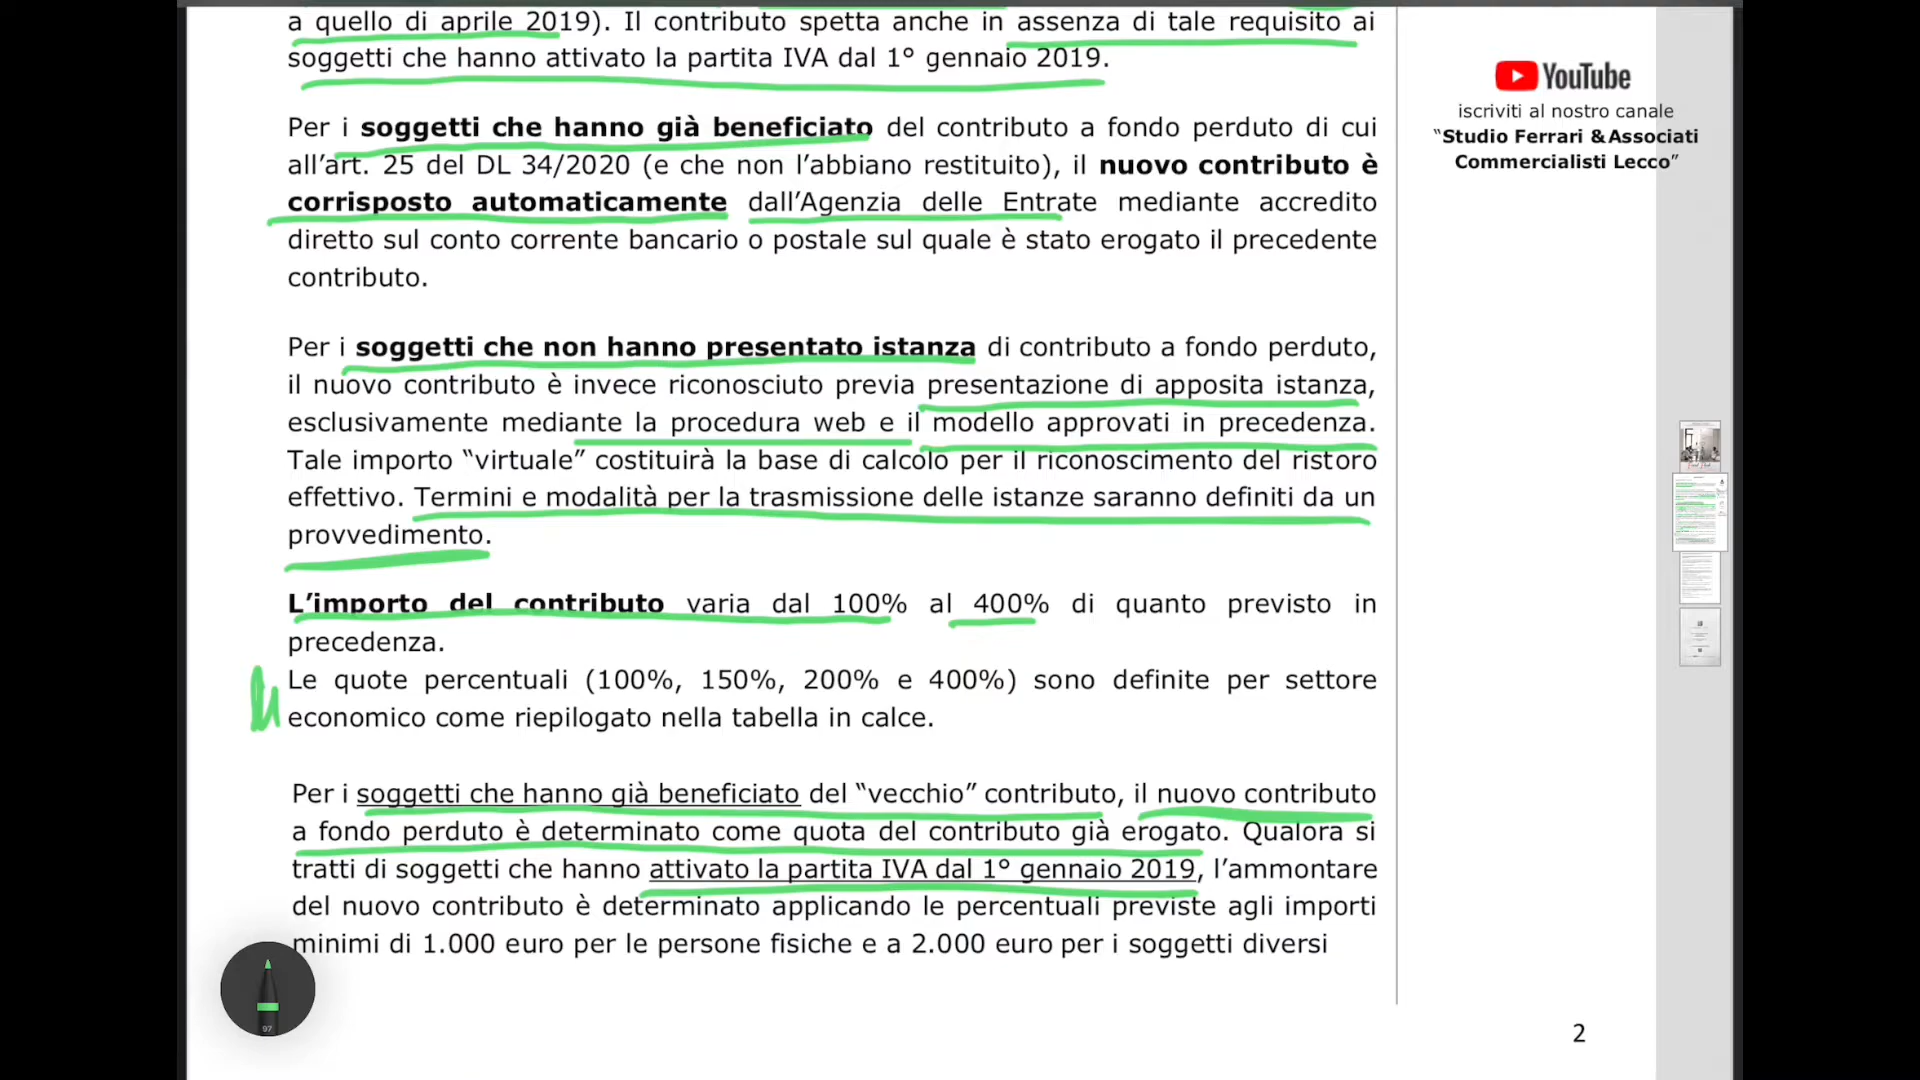 a quello di aprile 2019). Il contributo spetta anche in assenza di tale requisito ai
soggetti che hanno attivato la partita IVA dal 1° gennaio 2019.
Per i soggetti che hanno già beneficiato del contributo a fondo perduto di cui
all’art. 25 del DL 34/2020 (e che non l’abbiano restituito), il nuovo contributo è
corrisposto automaticamente dall’Agenzia delle Entrate mediante accredito
diretto sul conto corrente bancario o postale sul quale è stato erogato il precedente
contributo.
Per i soggetti che non hanno presentato istanza di contributo a fondo perduto,
il nuovo contributo è invece riconosciuto previa presentazione di apposita istanza,
esclusivamente mediante la procedura web e il modello approvati in precedenza.
Tale importo “virtuale” costituirà la base di calcolo per il riconoscimento del ristoro
effettivo. Termini e modalità per la trasmissione delle istanze saranno definiti da un
provvedimento.
L’importo del contributo varia dal 100% al 400% di quanto previsto in
precedenza.
Le quote percentuali (100%, 150%, 200% e 400%) sono definite per settore
economico come riepilogato nella tabella in calce.
Per i soggetti che hanno già beneficiato del “vecchio” contributo, il nuovo contributo
a fondo perduto è determinato come quota del contributo già erogato. Qualora si
tratti di soggetti che hanno attivato la partita IVA dal 1° gennaio 2019, l’ammontare
del nuovo contributo è determinato applicando le percentuali previste agli importi
minimi di 1.000 euro per le persone fisiche e a 2.000 euro per i soggetti diversi
YouTube
iscriviti al nostro canale
“Studio Ferrari & Associati
Commercialisti Lecco”
97
2